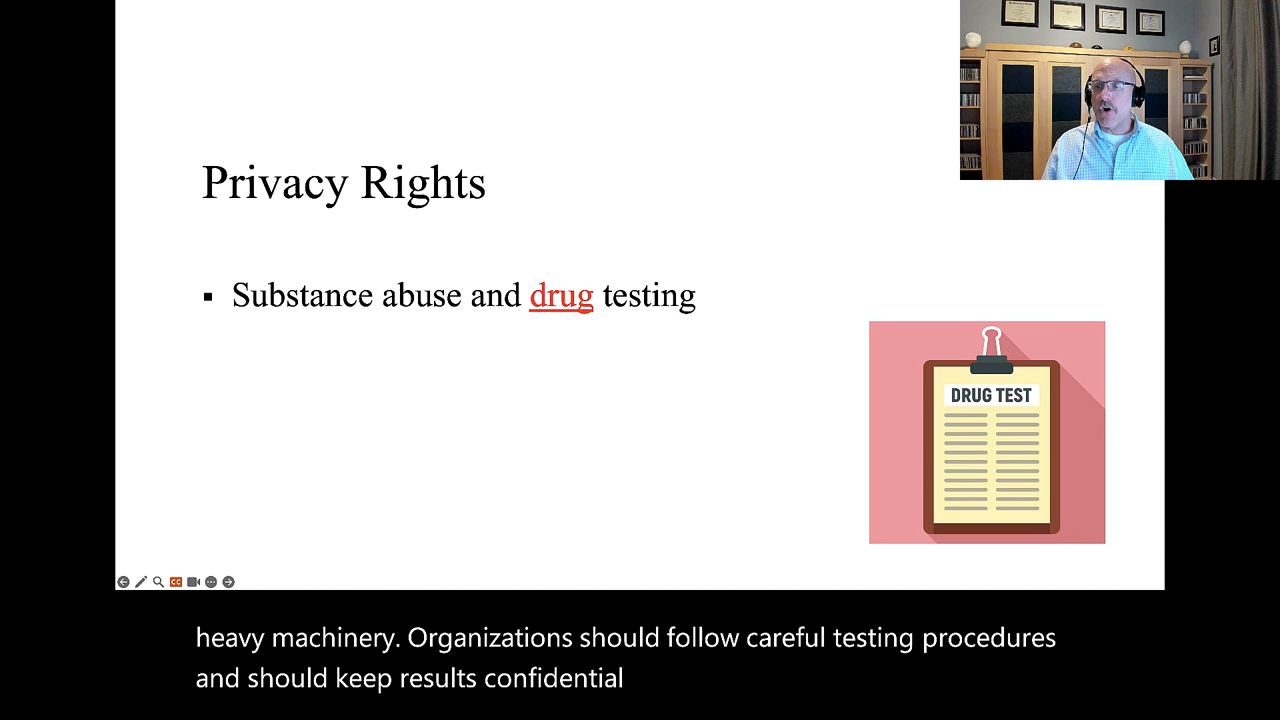 Privacy Rights
▪ Substance abuse and drug testing
DRUG TEST
CC
heavy machinery. Organizations should follow careful testing procedures
and should keep results confidential